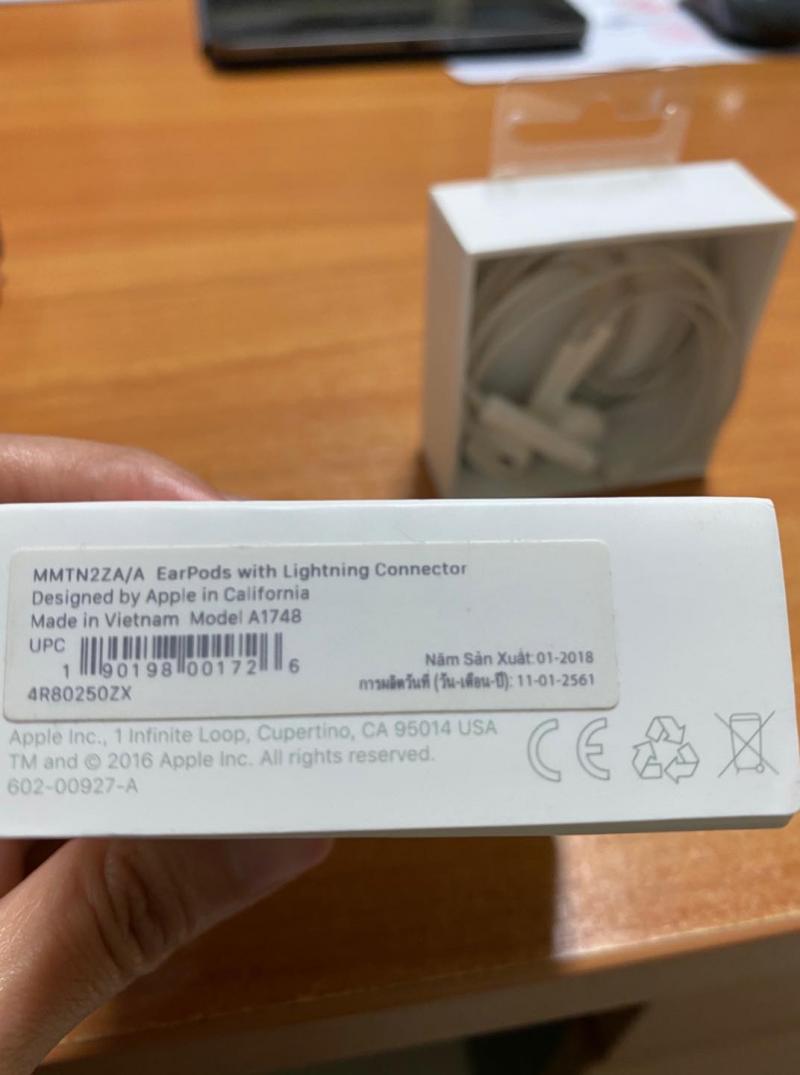 MMTN2ZA/A EarPods with Lightning Connector
Designed by Apple in California
Made in Vietnam Model A1748
UPC
1 90198 00172 6
4R80250ZX
Năm Sản Xuất: 01-2018
การผลิตวันที่ (วัน-เดือน-ปี): 11-01-2561
Apple Inc., 1 Infinite Loop, Cupertino, CA 95014 USA
TM and © 2016 Apple Inc. All rights reserved.
602-00927-A
CE